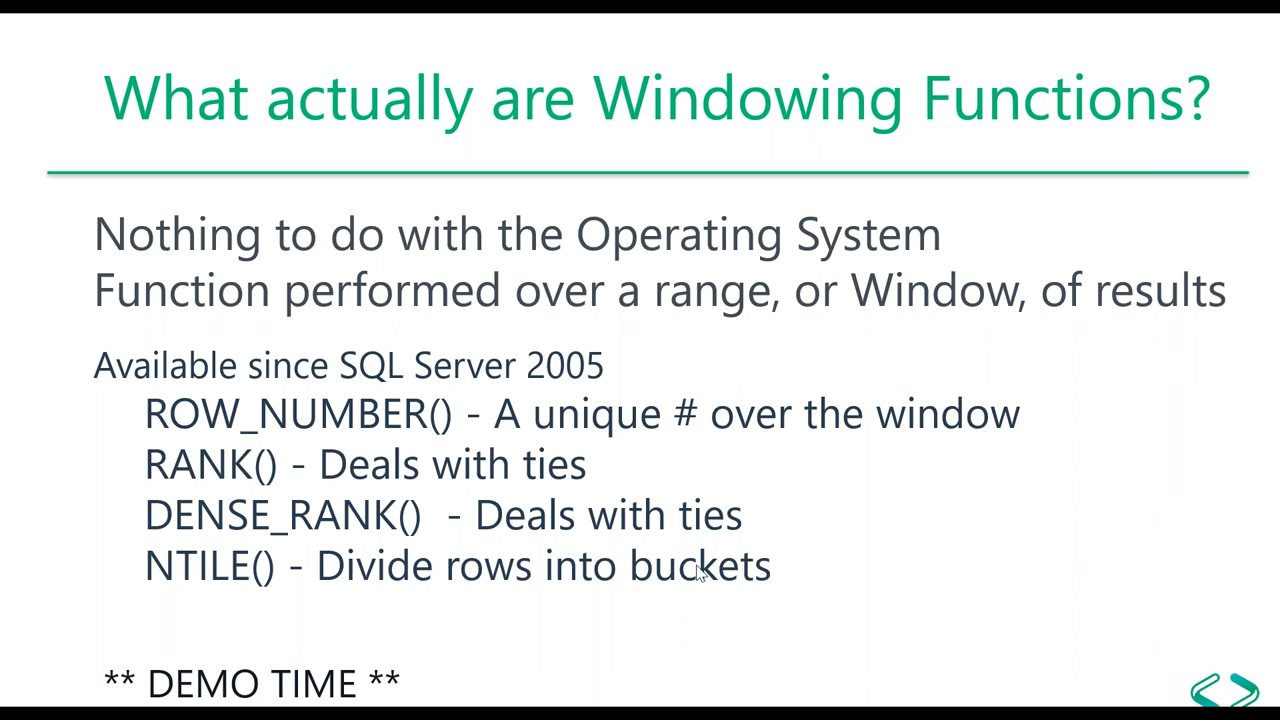 What actually are Windowing Functions?
Nothing to do with the Operating System
Function performed over a range, or Window, of results
Available since SQL Server 2005
ROW_NUMBER() - A unique # over the window
RANK() - Deals with ties
DENSE_RANK()  - Deals with ties
NTILE() - Divide rows into buckets
** DEMO TIME **